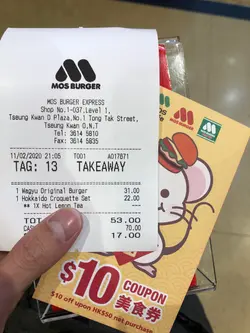 MOS BURGER
MOS BURGER EXPRESS
Shop No.1-037,Level 1,
Tseung Kwan O Plaza,No.1 Tong Tak Street,
Tseung Kwan O,N.T
Tel: 3614 5810
Fax: 3614 5835
11/02/2020 21:05 T001 A017871
TAG: 13 TAKEAWAY
1 Wagyu Original Burger 31.00
1 Hokkaido Croquette Set 22.00
** 1X Hot Lemon Tea
53.00
70.00
17.00
MOS BURGER
$10 COUPON
美食券
$10 off upon HK$50 net purchase